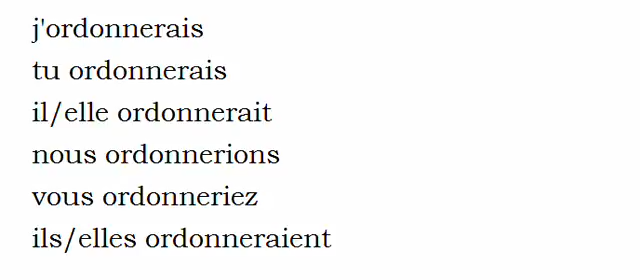 j'ordonnerais
tu ordonnerais
il/elle ordonnerait
nous ordonnerions
vous ordonneriez
ils/elles ordonneraient